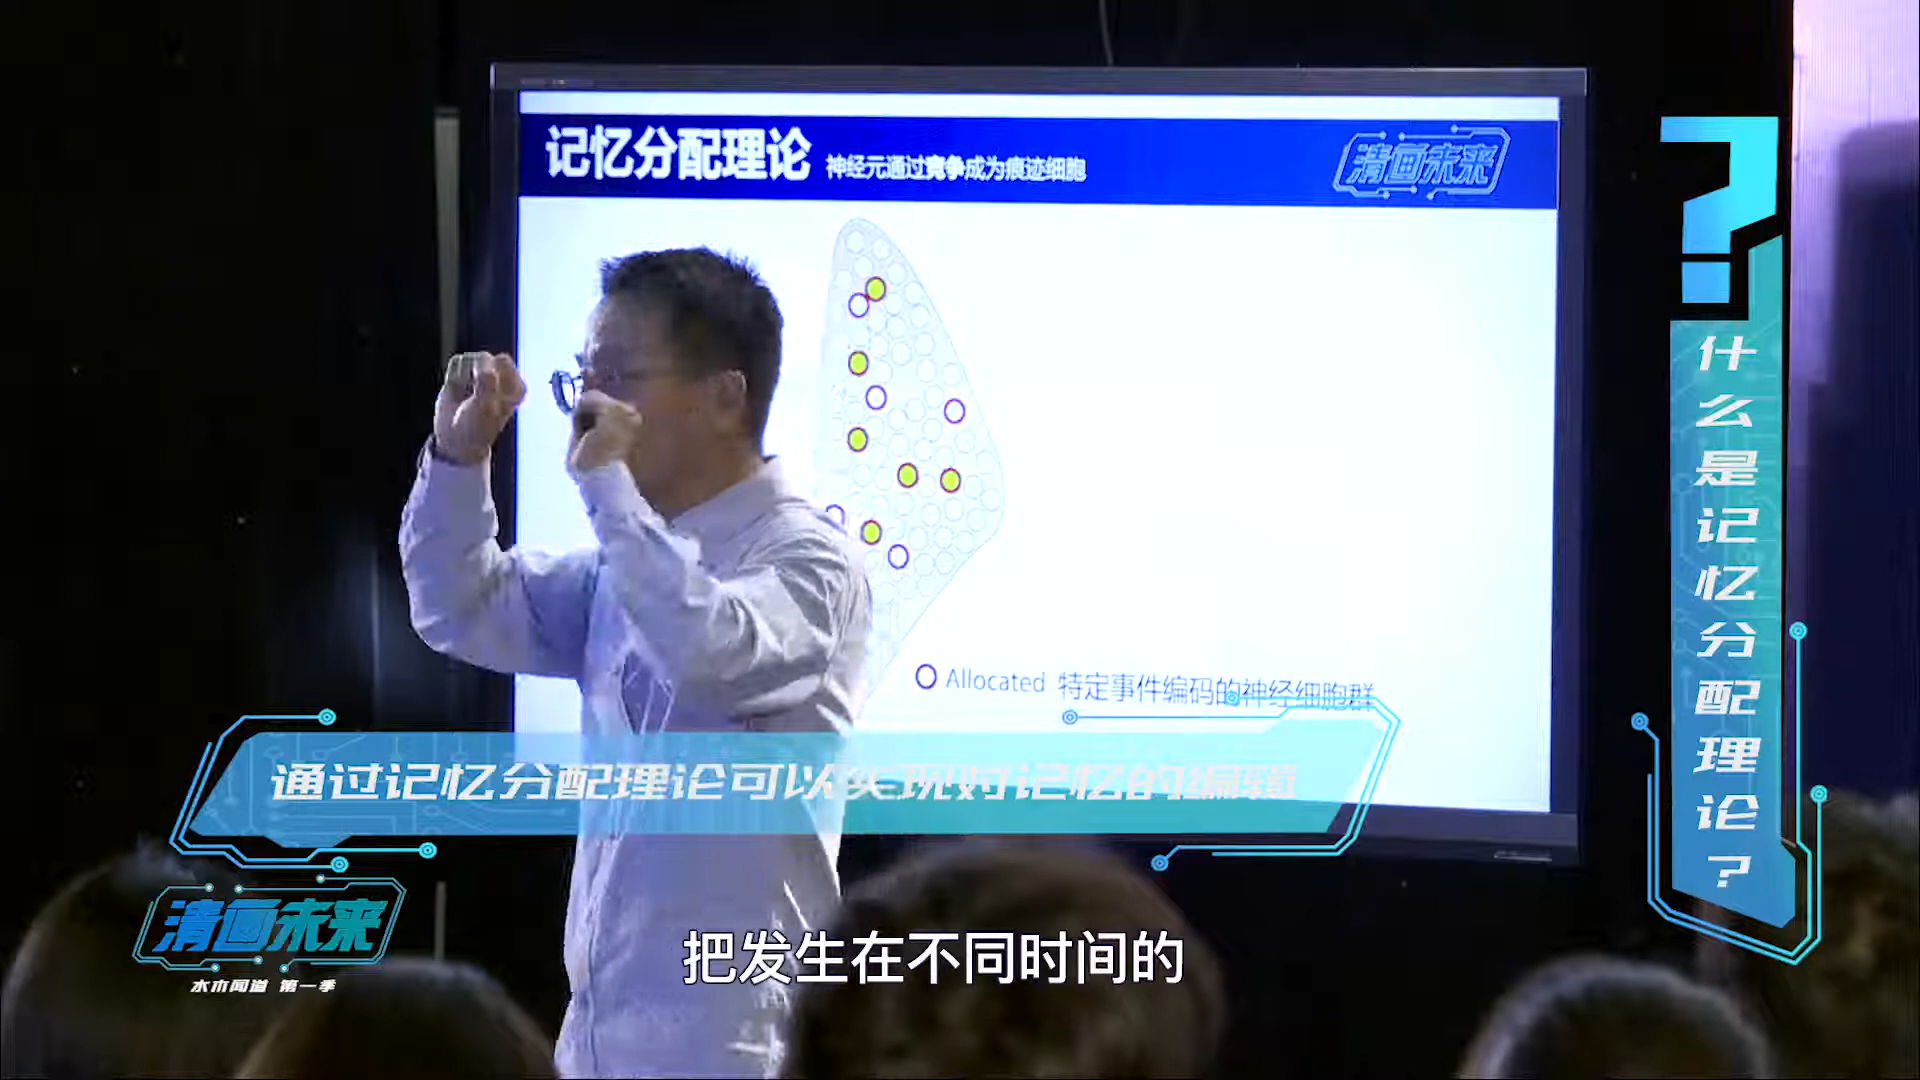 记忆分配理论 神经元通过竞争成为痕迹细胞
清画未来
Allocated 特定事件编码的神经细胞群
?
什么是记忆分配理论?
通过记忆分配理论可以实现对记忆的编辑
清画未来
水木闻道 第一季
把发生在不同时间的